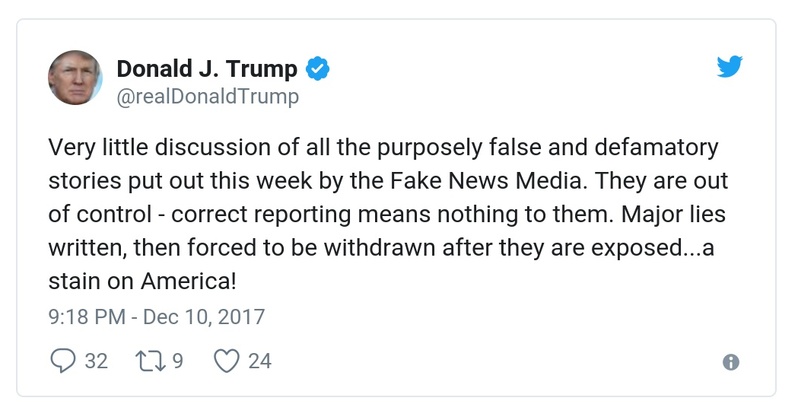 Donald J. Trump
@realDonaldTrump
Very little discussion of all the purposely false and defamatory
stories put out this week by the Fake News Media. They are out
of control - correct reporting means nothing to them. Major lies
written, then forced to be withdrawn after they are exposed...a
stain on America!
9:18 PM - Dec 10, 2017
32 9 24